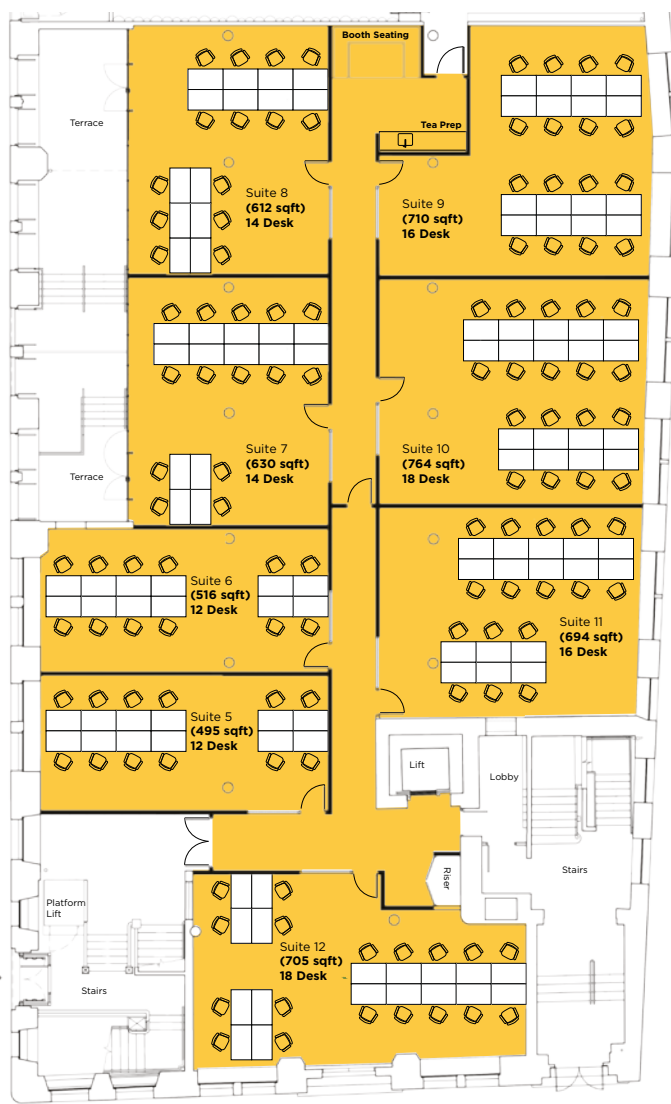 Booth Seating
Terrace
Tea Prep
Suite 8
(612 sqft)
14 Desk
Suite 9
(710 sqft)
16 Desk
Suite 7
(630 sqft)
14 Desk
Suite 10
(764 sqft)
18 Desk
Terrace
Suite 6
(516 sqft)
12 Desk
Suite 11
(694 sqft)
16 Desk
Suite 5
(495 sqft)
12 Desk
Lift
Lobby
Stairs
Riser
Platform
Lift
Suite 12
(705 sqft)
18 Desk
Stairs